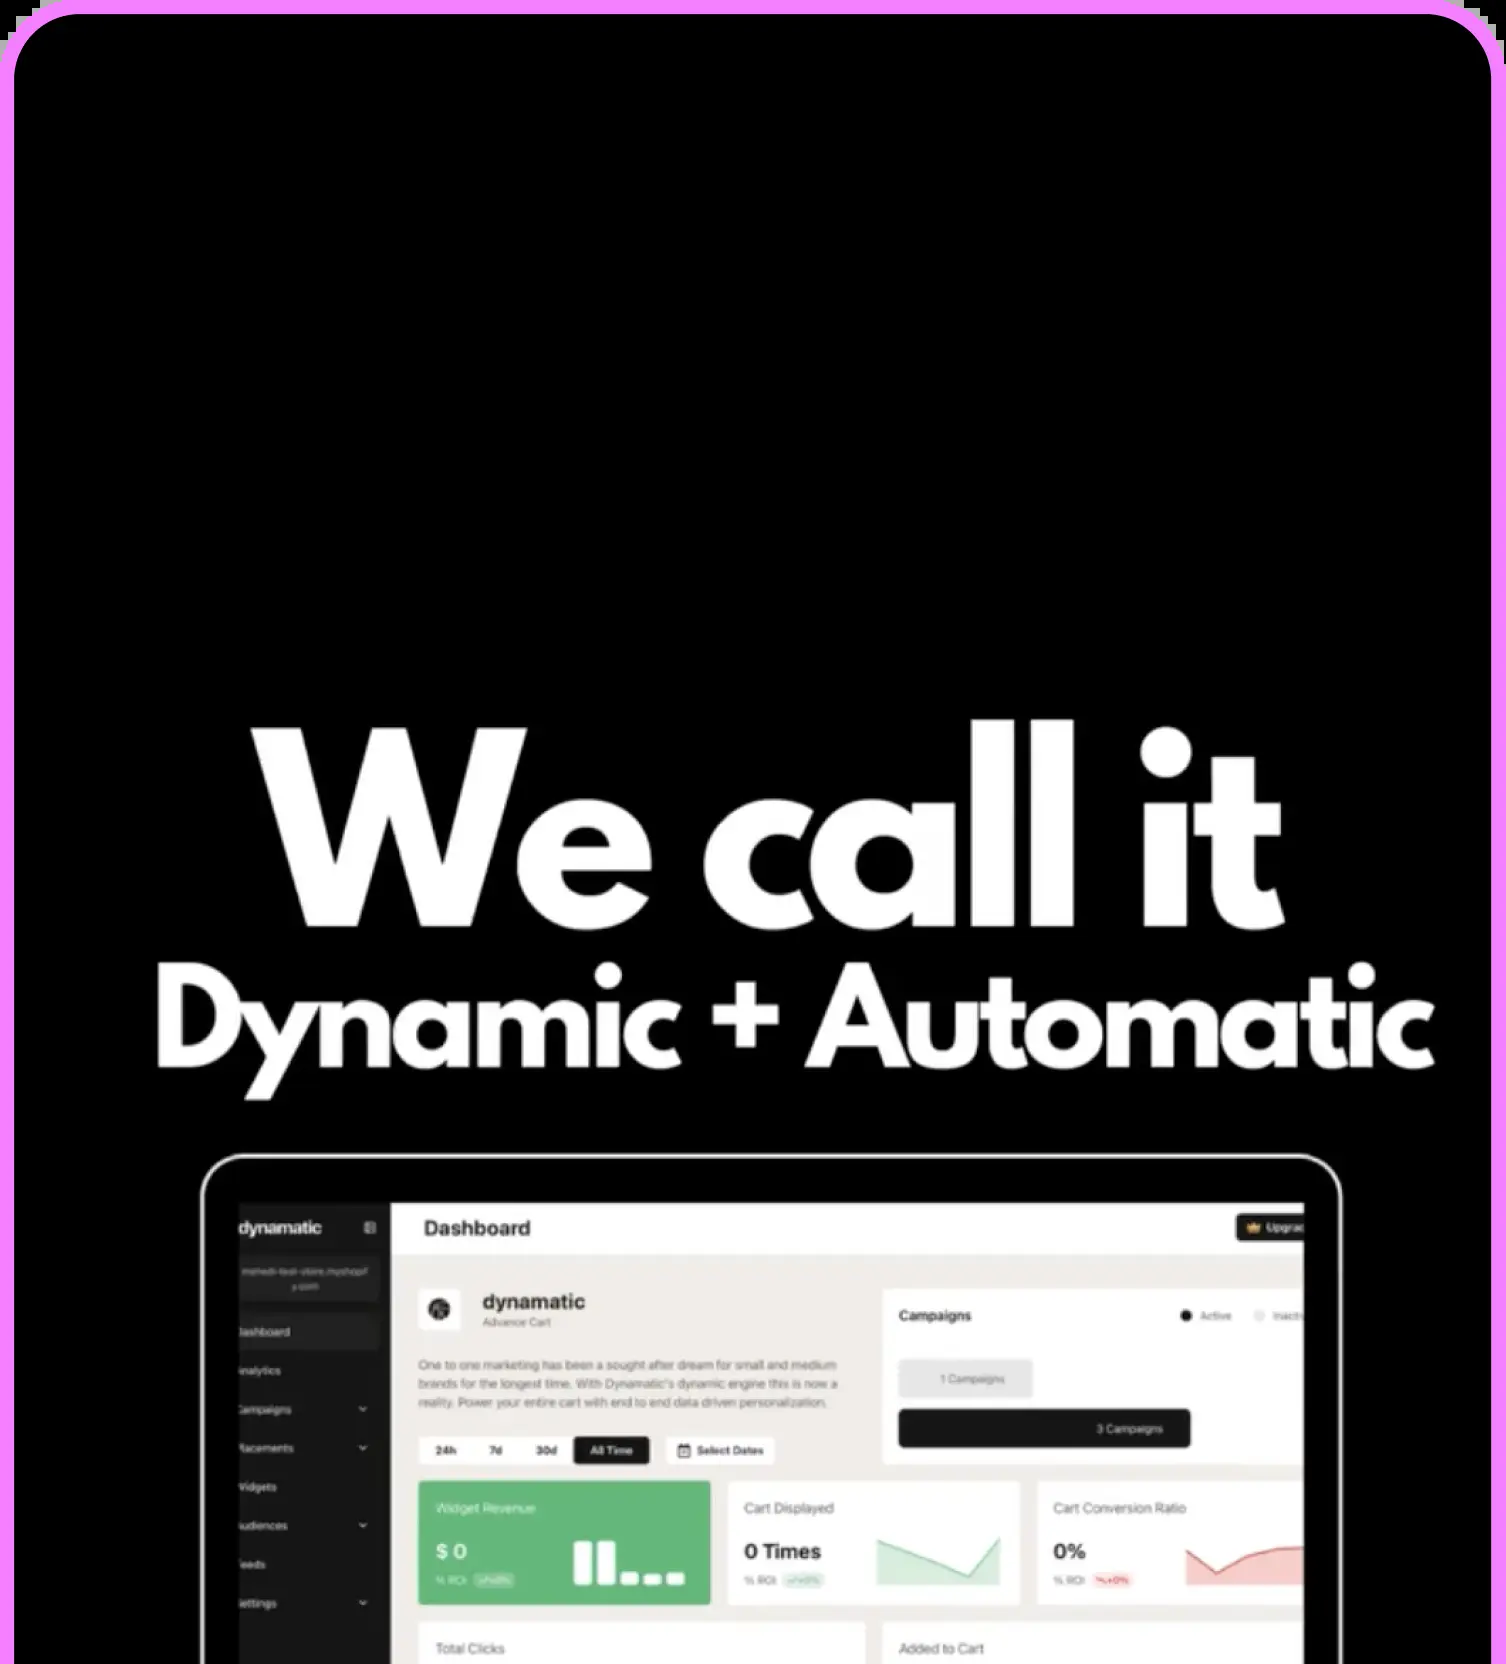 We call it
Dynamic + Automatic
dynamatic
Dashboard
Upgrad
dashboard
Analytics
Campaigns
Placements
Widgets
Audiences
Feeds
Settings
dynamatic
Advance Cart
One to one marketing has been a sought after dream for small and medium
brands for the longest time. With Dynamatic's dynamic engine this is now a
reality. Power your entire cart with end to end data driven personalization.
Campaigns
Active
Inactiv
1 Campaigns
3 Campaigns
24h 7d 30d All Time Select Dates
Widget Revenue
$ 0
% ROI
Cart Displayed
0 Times
% ROI
Cart Conversion Ratio
0%
% ROI
Total Clicks
Added to Cart